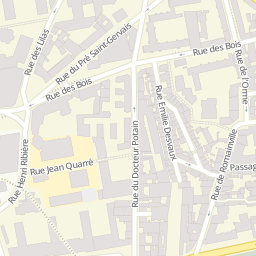 Rue des Lilas
Rue du Pré Saint-Gervais
Rue des Bois
Rue des Bois
Rue de l'Orme
Rue Emilie Desvaux
Rue du Docteur Potain
Rue Henri Ribière
Rue Jean Quarré
Rue de Romainville
Passag